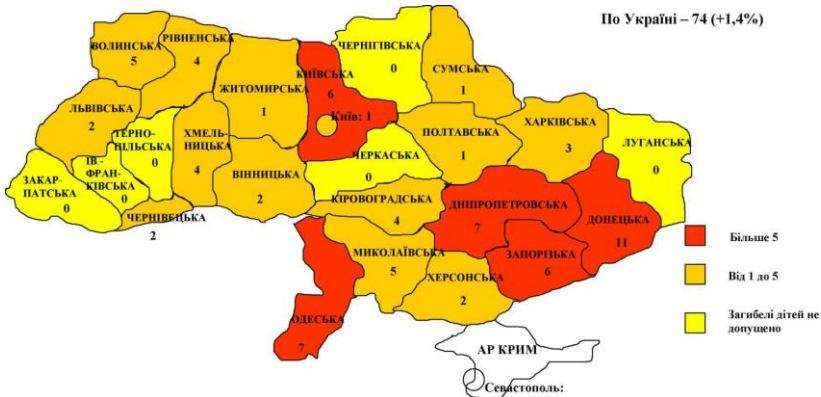 По Україні – 74 (+1,4%)
ВОЛИНСЬКА
5
РІВНЕНСЬКА
4
ЖИТОМИРСЬКА
1
КИЇВСЬКА
6
Київ: 1
ЧЕРНІГІВСЬКА
0
СУМСЬКА
1
ЛЬВІВСЬКА
2
ТЕРНО-
ПІЛЬСЬКА
0
ХМЕЛЬ-
НИЦЬКА
4
ВІННИЦЬКА
2
ЧЕРКАСЬКА
0
ПОЛТАВСЬКА
1
ХАРКІВСЬКА
3
ЛУГАНСЬКА
0
ЗАКАР-
ПАТСЬКА
0
ІВ.-
ФРАН-
КІВСЬКА
0
ЧЕРНІВЕЦЬКА
2
КІРОВОГРАДСЬКА
4
ДНІПРОПЕТРОВСЬКА
7
ДОНЕЦЬКА
11
ОДЕСЬКА
7
МИКОЛАЇВСЬКА
5
ХЕРСОНСЬКА
2
ЗАПОРІЗЬКА
6
АР КРИМ
Севастополь:
Більше 5
Від 1 до 5
Загибелі дітей не
допущено